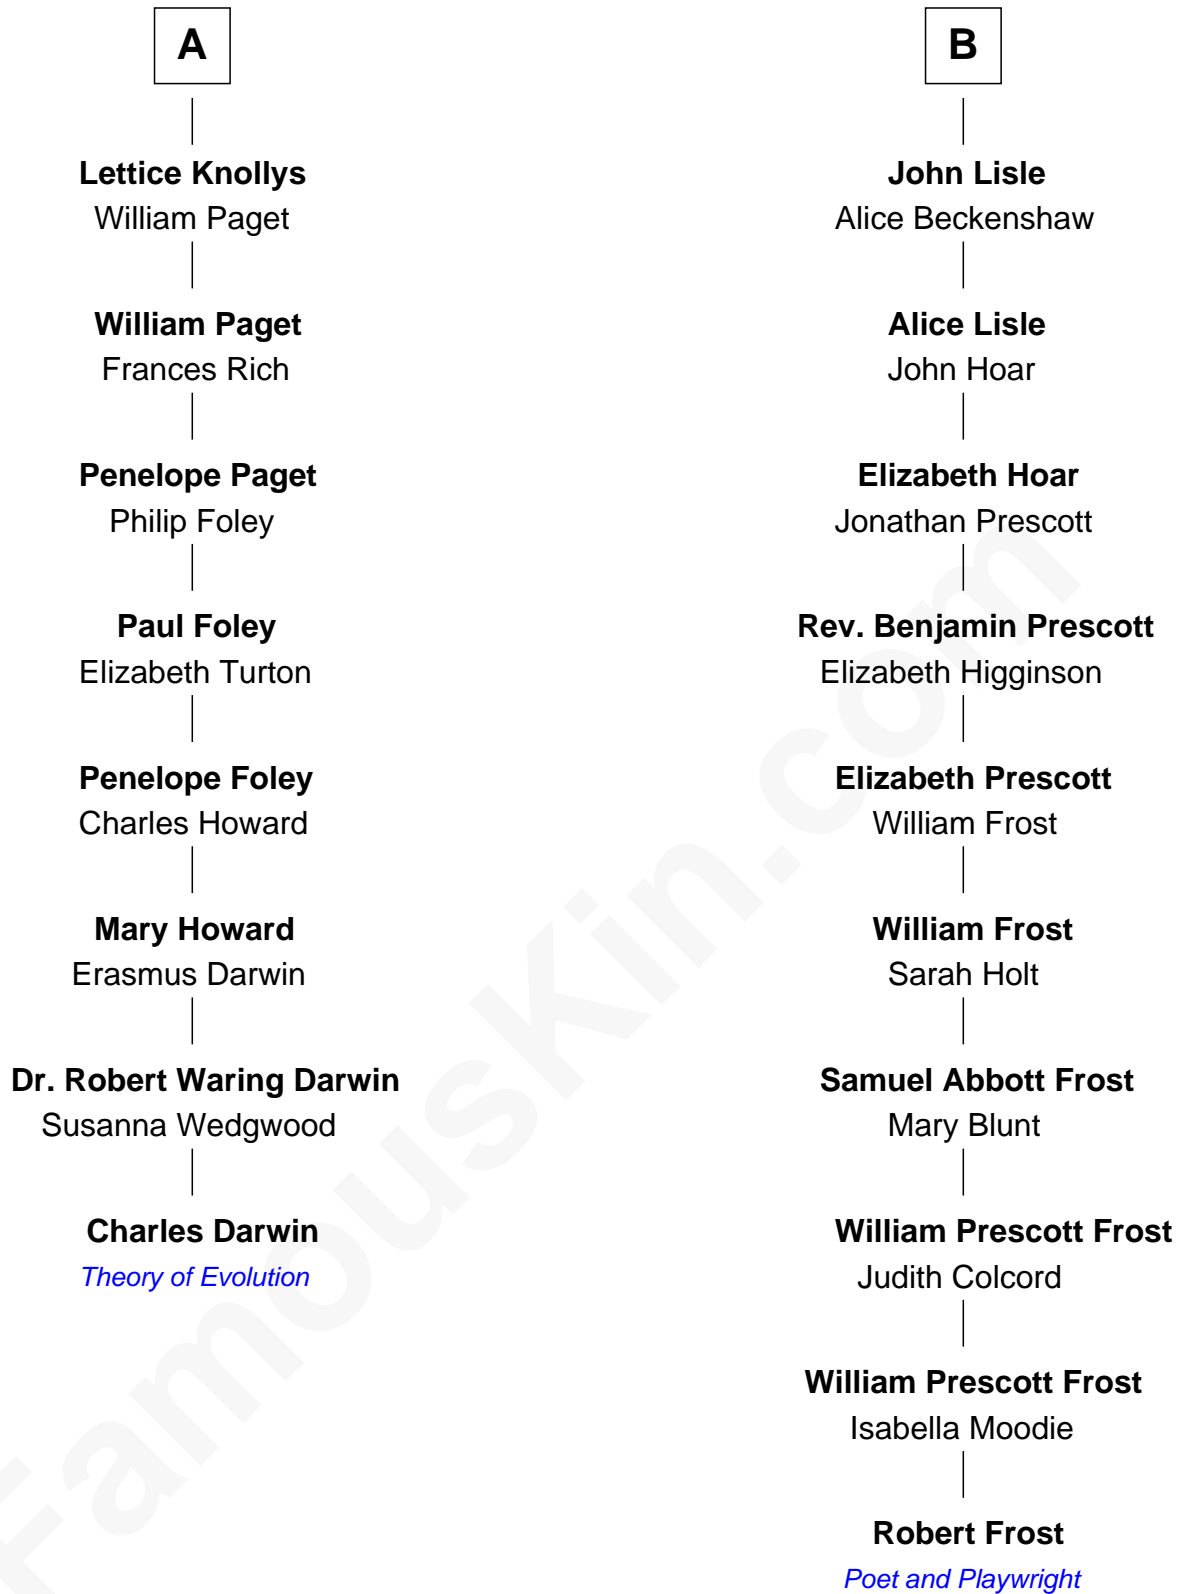 A
Lettice Knollys
William Paget
William Paget
Frances Rich
Penelope Paget
Philip Foley
Paul Foley
Elizabeth Turton
Penelope Foley
Charles Howard
Mary Howard
Erasmus Darwin
Dr. Robert Waring Darwin
Susanna Wedgwood
Charles Darwin
Theory of Evolution
B
John Lisle
Alice Beckenshaw
Alice Lisle
John Hoar
Elizabeth Hoar
Jonathan Prescott
Rev. Benjamin Prescott
Elizabeth Higginson
Elizabeth Prescott
William Frost
William Frost
Sarah Holt
Samuel Abbott Frost
Mary Blunt
William Prescott Frost
Judith Colcord
William Prescott Frost
Isabella Moodie
Robert Frost
Poet and Playwright
FamousKin.com